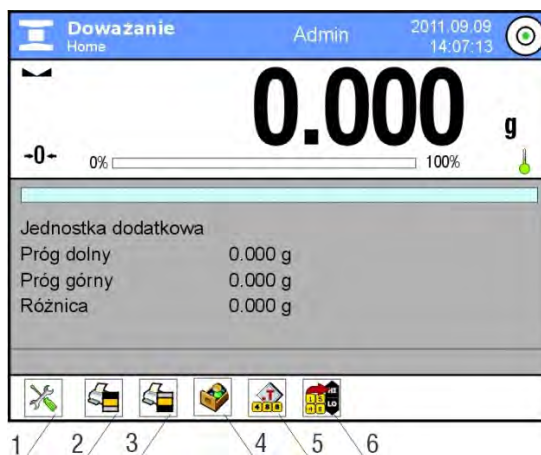 Doważanie
Home
Admin
2011.09.09
14:07:13
0.000 g
→0←
0% 100%
Jednostka dodatkowa
Próg dolny 0.000 g
Próg górny 0.000 g
Różnica 0.000 g
1 2 3 4 5 6